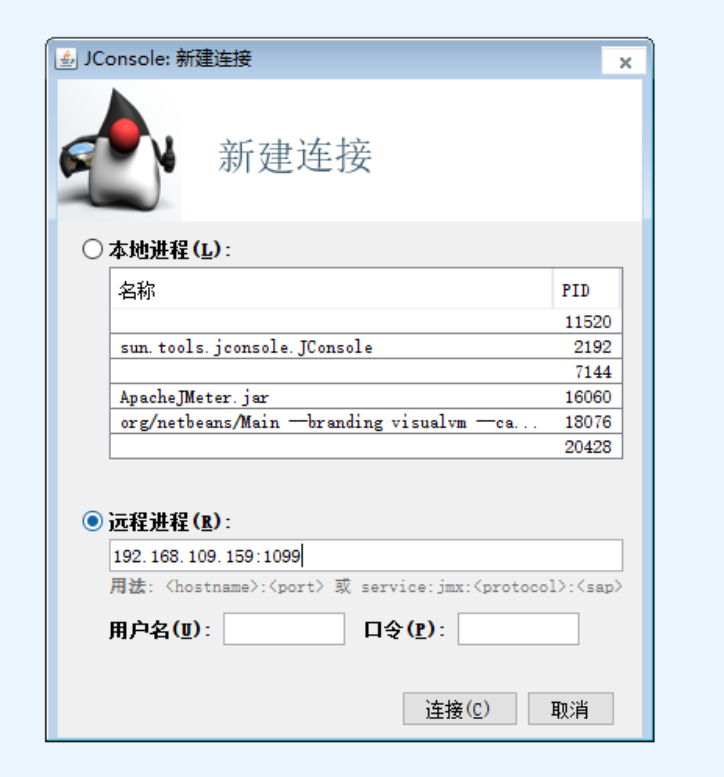 JConsole: 新建连接
新建连接
本地进程(L):
名称 PID
11520
sun.tools.jconsole.JConsole 2192
7144
ApacheJMeter.jar 16060
org/netbeans/Main —branding visualvm —ca... 18076
20428
远程进程(R):
192.168.109.159:1099
用法: <hostname>:<port> 或 service:jmx:<protocol>:<sap>
用户名(U): 口令(P):
连接(C) 取消